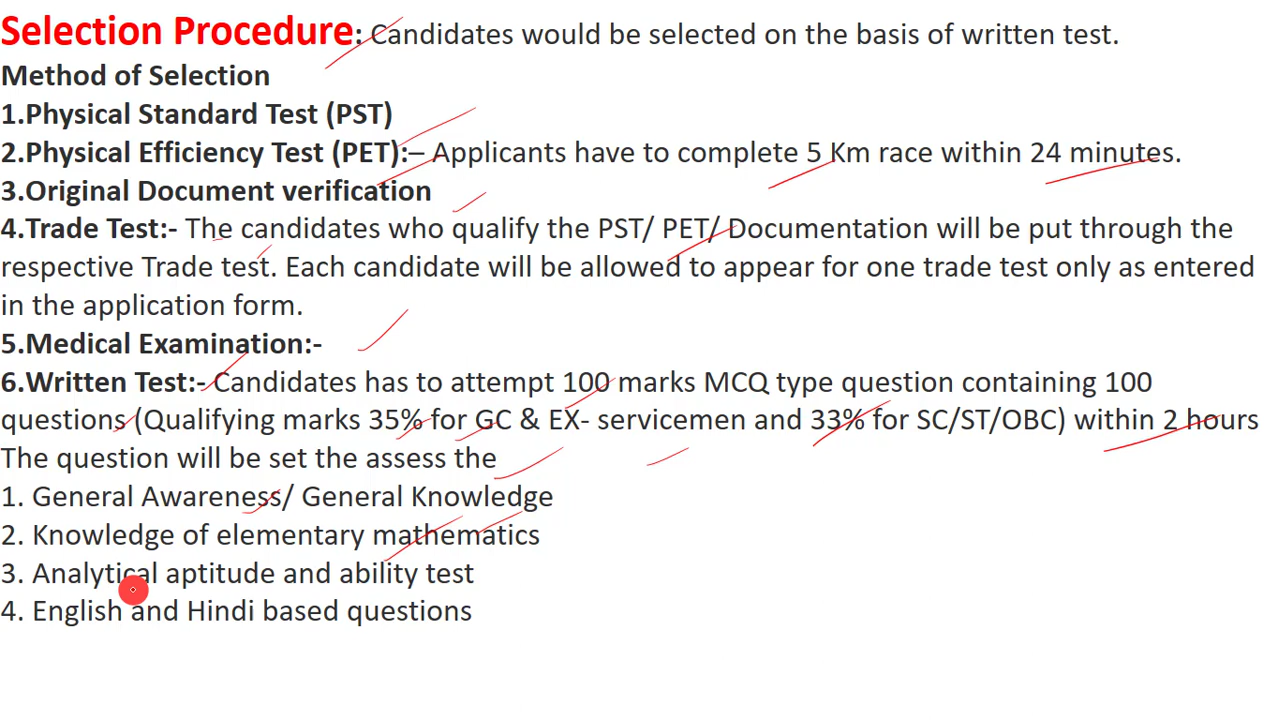 Selection Procedure: Candidates would be selected on the basis of written test.
Method of Selection
1.Physical Standard Test (PST)
2.Physical Efficiency Test (PET):– Applicants have to complete 5 Km race within 24 minutes.
3.Original Document verification
4.Trade Test:- The candidates who qualify the PST/ PET/ Documentation will be put through the
respective Trade test. Each candidate will be allowed to appear for one trade test only as entered
in the application form.
5.Medical Examination:-
6.Written Test:- Candidates has to attempt 100 marks MCQ type question containing 100
questions (Qualifying marks 35% for GC & EX- servicemen and 33% for SC/ST/OBC) within 2 hours
The question will be set the assess the
1. General Awareness/ General Knowledge
2. Knowledge of elementary mathematics
3. Analytical aptitude and ability test
4. English and Hindi based questions